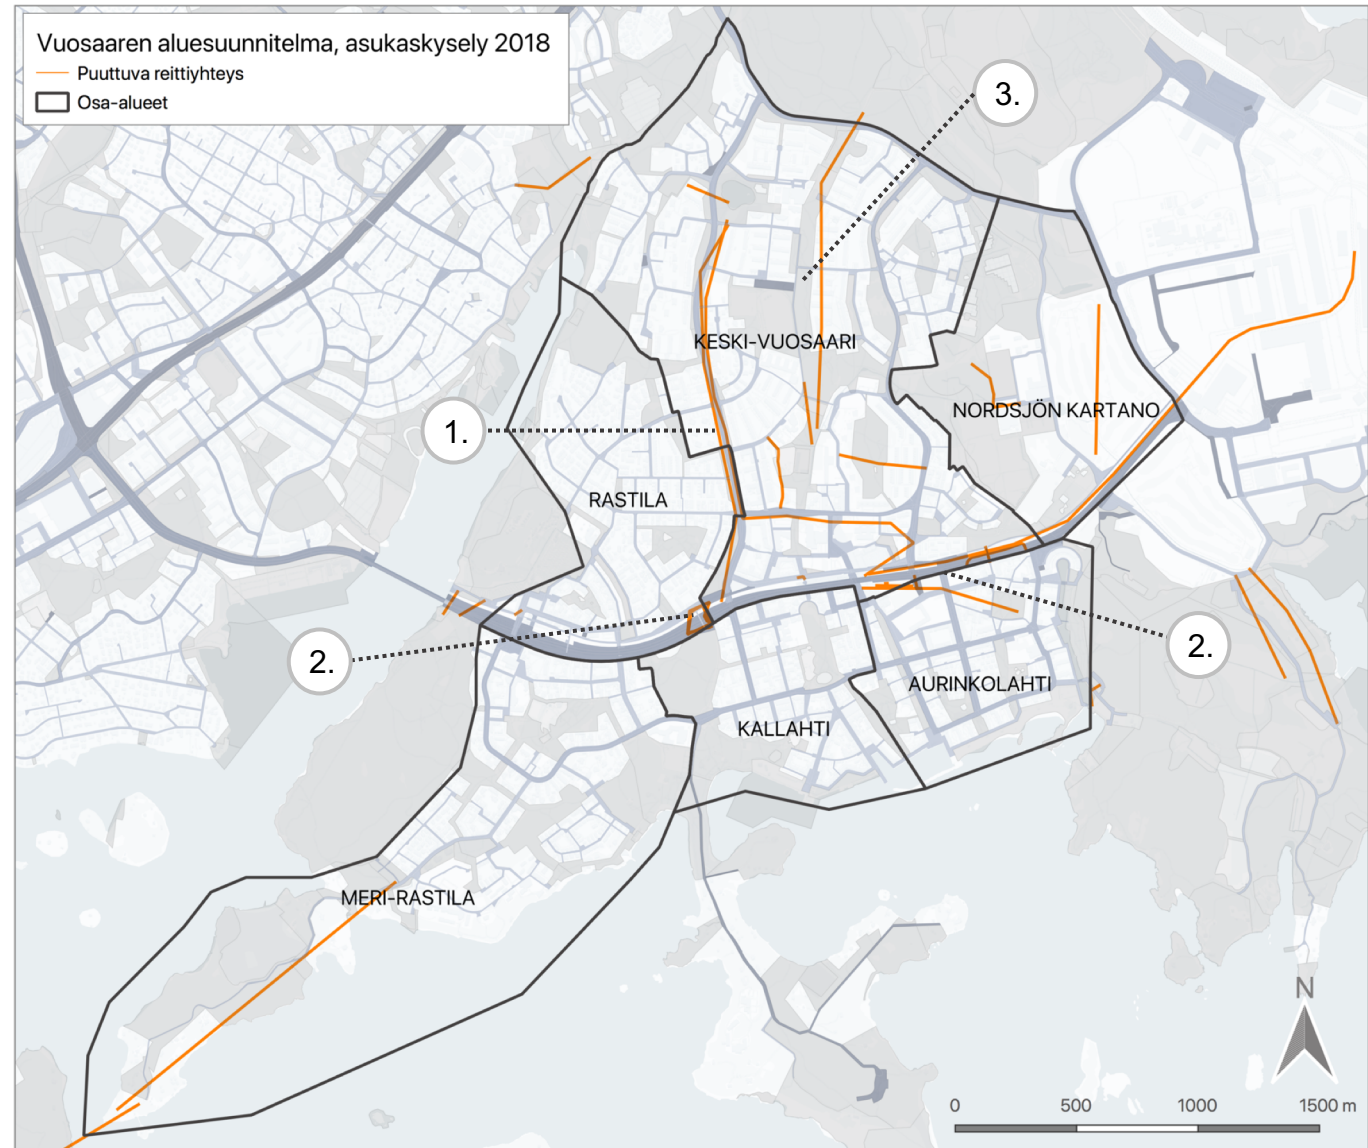 Vuosaaren aluesuunnitelma, asukaskysely 2018
Puuttuva reittiyhteys
Osa-alueet
3.
KESKI-VUOSAARI
NORDSJÖN KARTANO
1.
RASTILA
2.
2.
AURINKOLAHTI
KALLAHTI
MERI-RASTILA
N
0 500 1000 1500 m